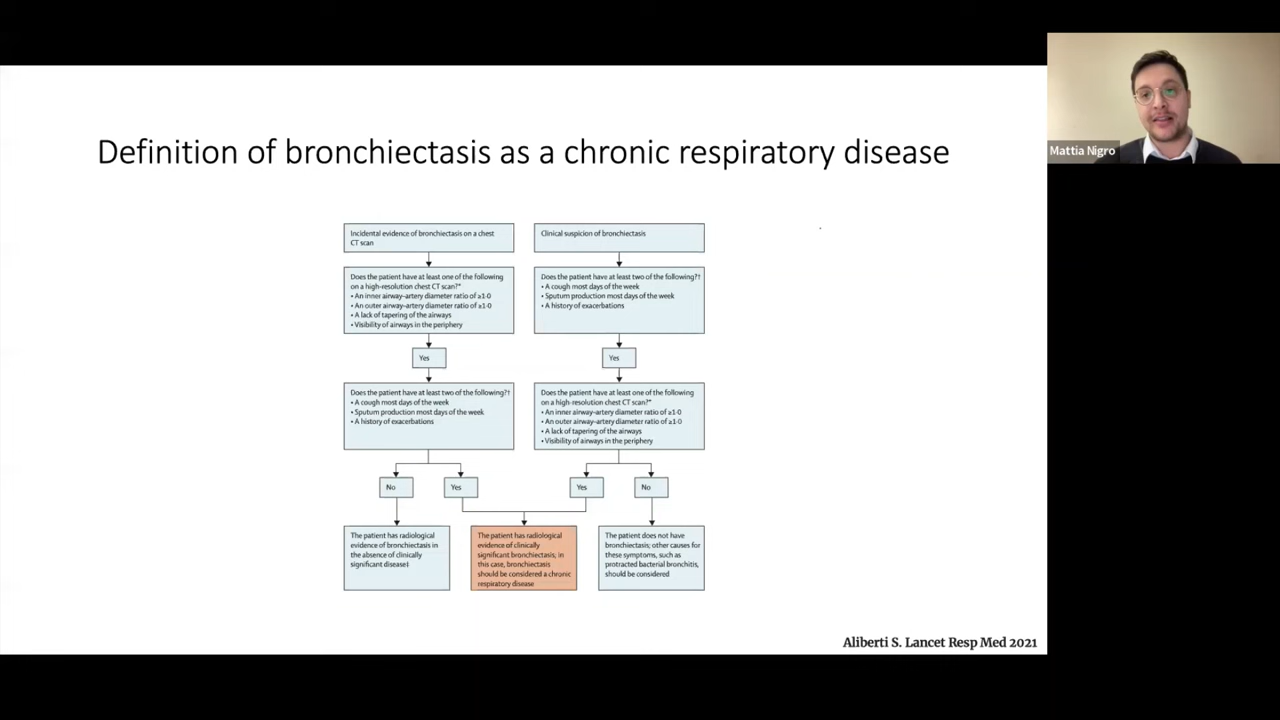 Definition of bronchiectasis as a chronic respiratory disease
Mattia Nigro
Incidental evidence of bronchiectasis on a chest
CT scan
Does the patient have at least one of the following
on a high-resolution chest CT scan?*
• An inner airway–artery diameter ratio of ≥1·0
• An outer airway–artery diameter ratio of ≥1·0
• A lack of tapering of the airways
• Visibility of airways in the periphery
Yes
Does the patient have at least two of the following?†
• A cough most days of the week
• Sputum production most days of the week
• A history of exacerbations
No
Yes
The patient has radiological
evidence of bronchiectasis in
the absence of clinically
significant disease‡
Clinical suspicion of bronchiectasis
Does the patient have at least two of the following?†
• A cough most days of the week
• Sputum production most days of the week
• A history of exacerbations
Yes
Does the patient have at least one of the following
on a high-resolution chest CT scan?*
• An inner airway–artery diameter ratio of ≥1·0
• An outer airway–artery diameter ratio of ≥1·0
• A lack of tapering of the airways
• Visibility of airways in the periphery
Yes
No
The patient has radiological
evidence of clinically
significant bronchiectasis, in
this case, bronchiectasis
should be considered a chronic
respiratory disease
The patient does not have
bronchiectasis; other causes for
these symptoms, such as
protracted bacterial bronchitis,
should be considered
Aliberti S. Lancet Resp Med 2021